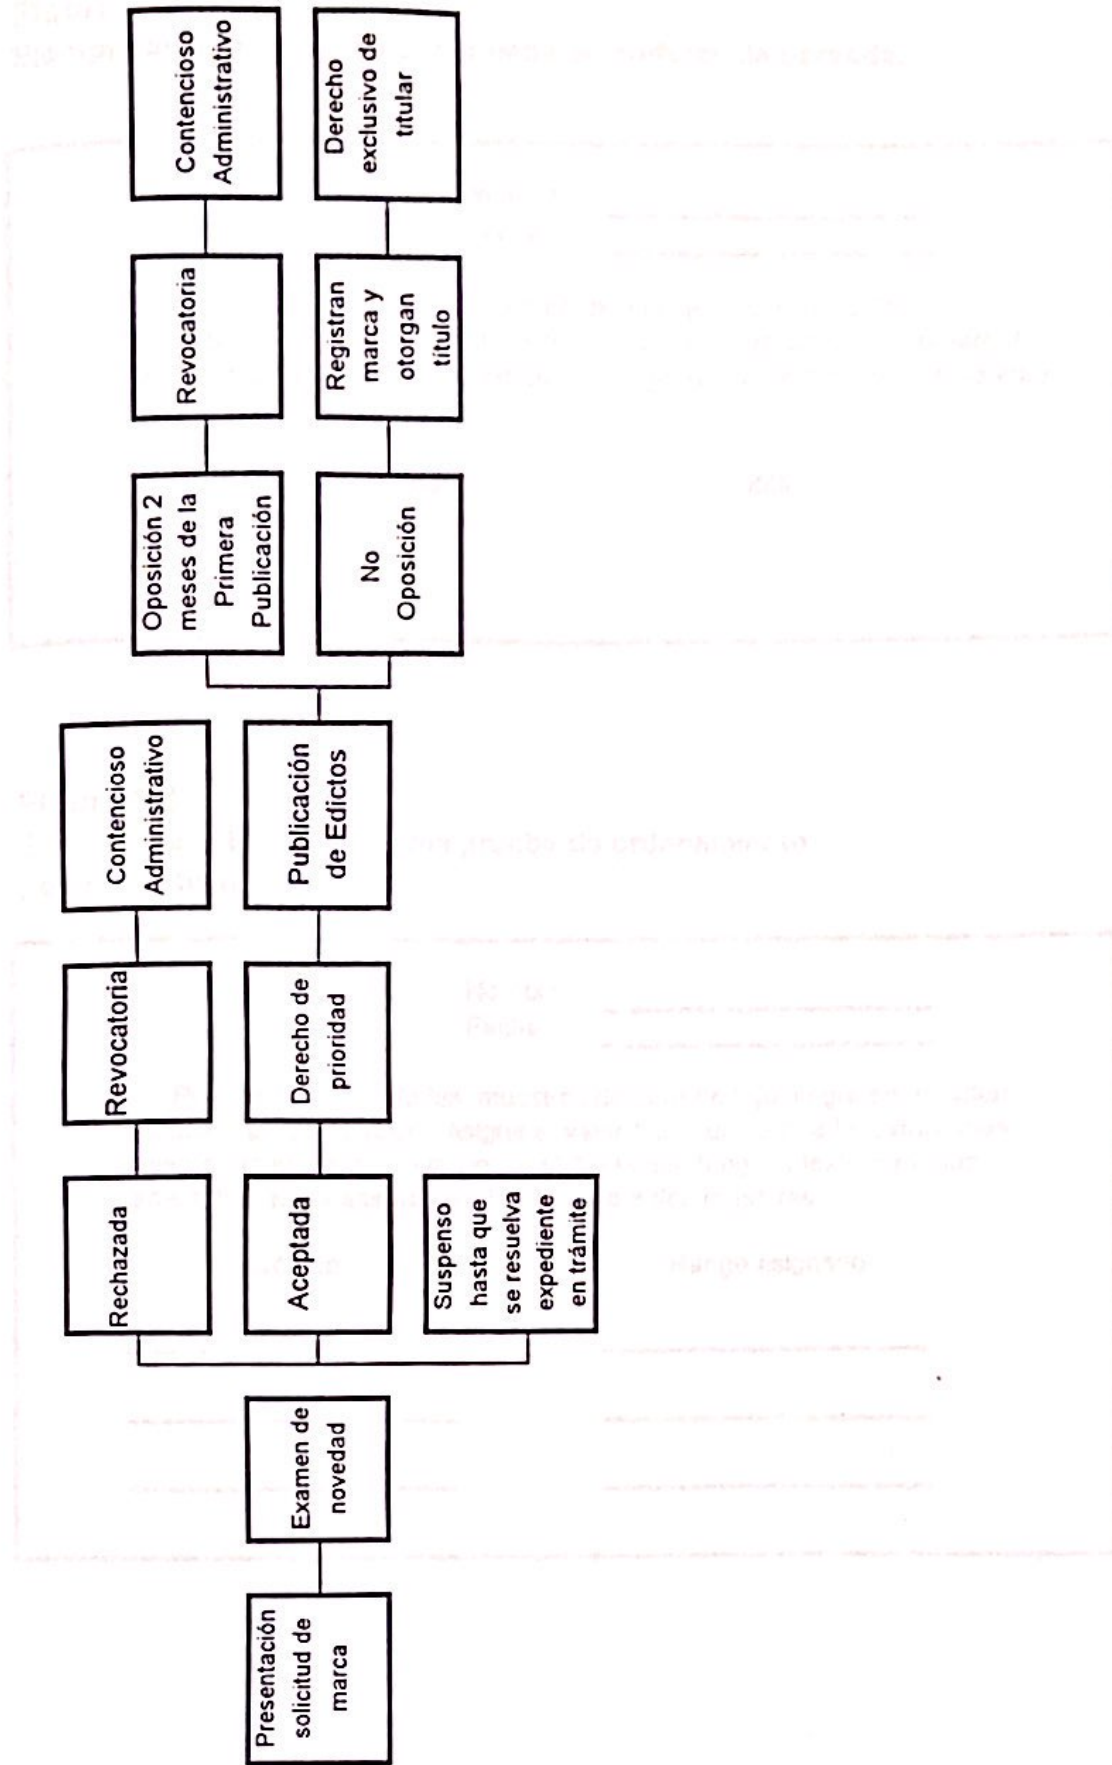 Presentación
solicitud de
marca
Examen de
novedad
Rechazada
Revocatoria
Contencioso
Administrativo
Aceptada
Derecho de
prioridad
Publicación
de Edictos
Suspenso
hasta que
se resuelva
expediente
en trámite
Oposición 2
meses de la
Primera
Publicación
Revocatoria
Contencioso
Administrativo
No
Oposición
Registran
marca y
otorgan
título
Derecho
exclusivo de
titular